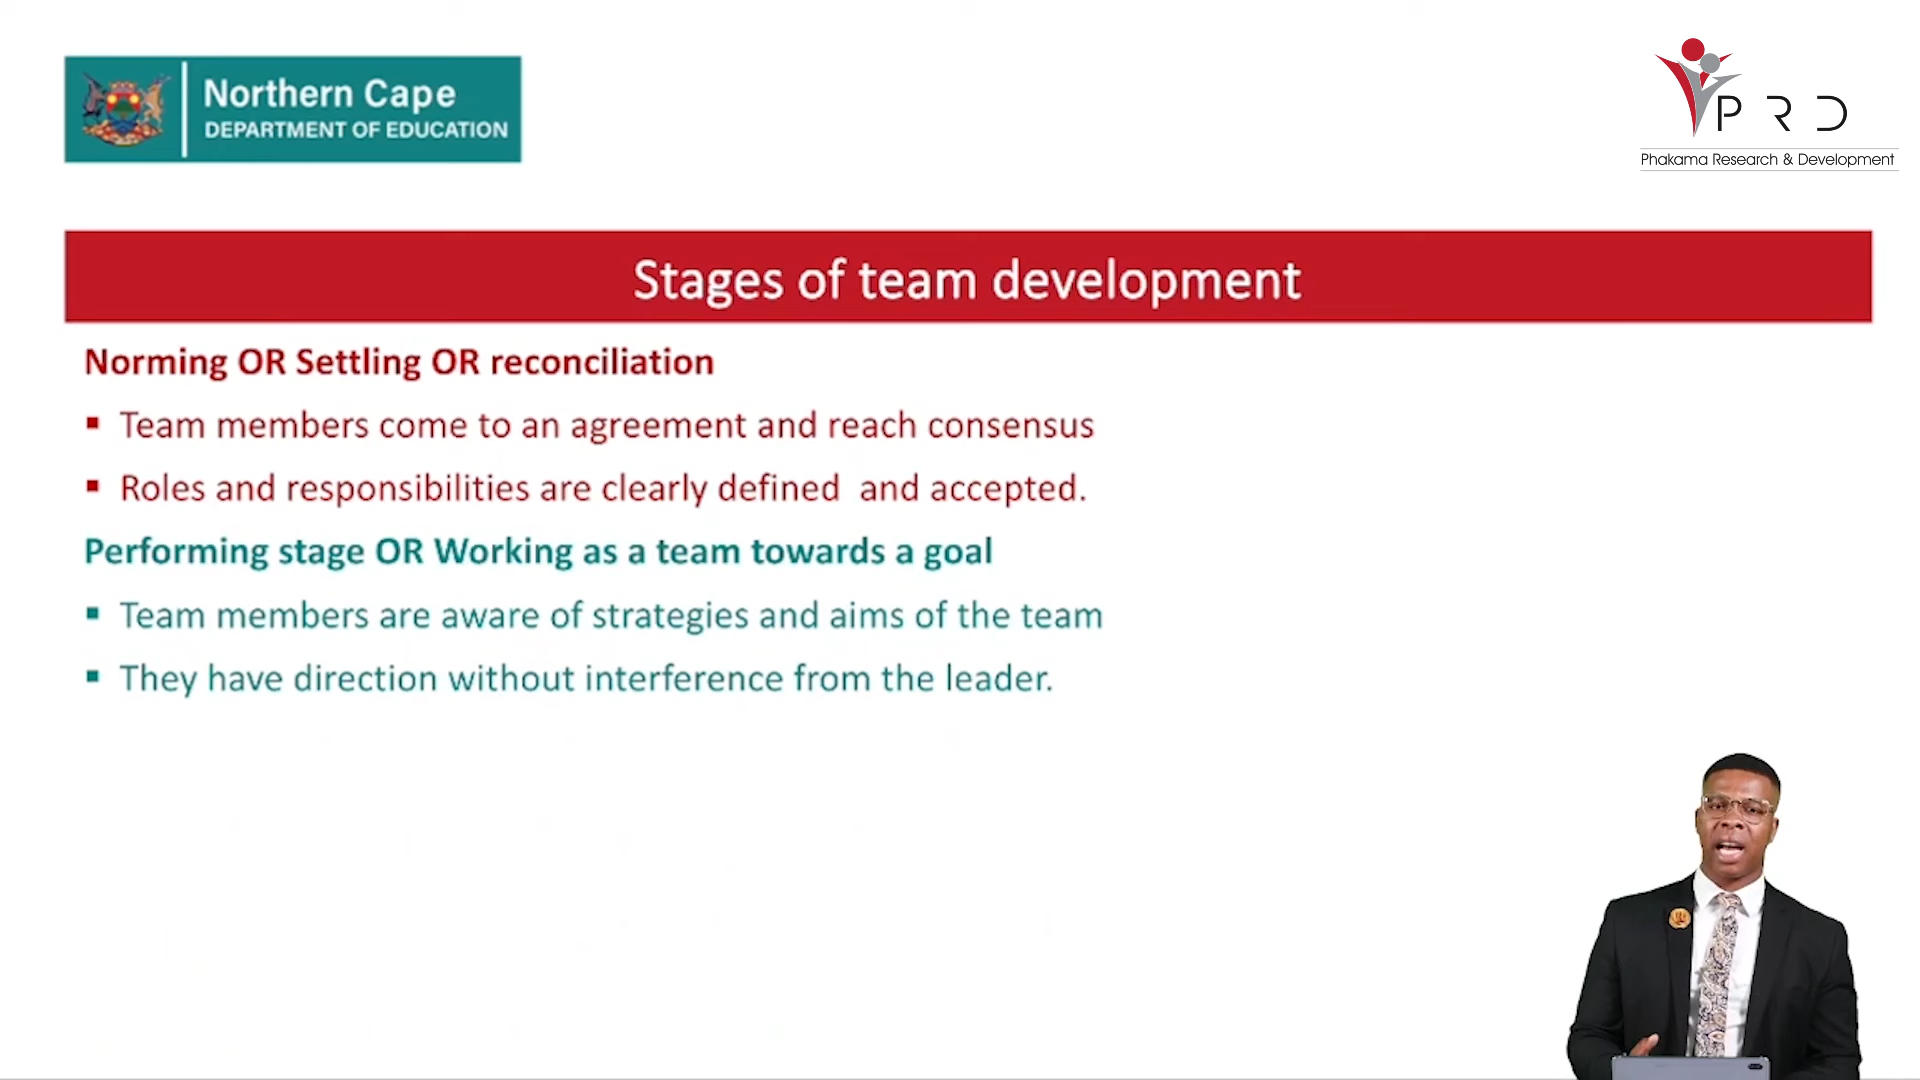 Northern Cape
DEPARTMENT OF EDUCATION
PRD
Phakama Research & Development
Stages of team development
Norming OR Settling OR reconciliation
▪ Team members come to an agreement and reach consensus
▪ Roles and responsibilities are clearly defined  and accepted.
Performing stage OR Working as a team towards a goal
▪ Team members are aware of strategies and aims of the team
▪ They have direction without interference from the leader.